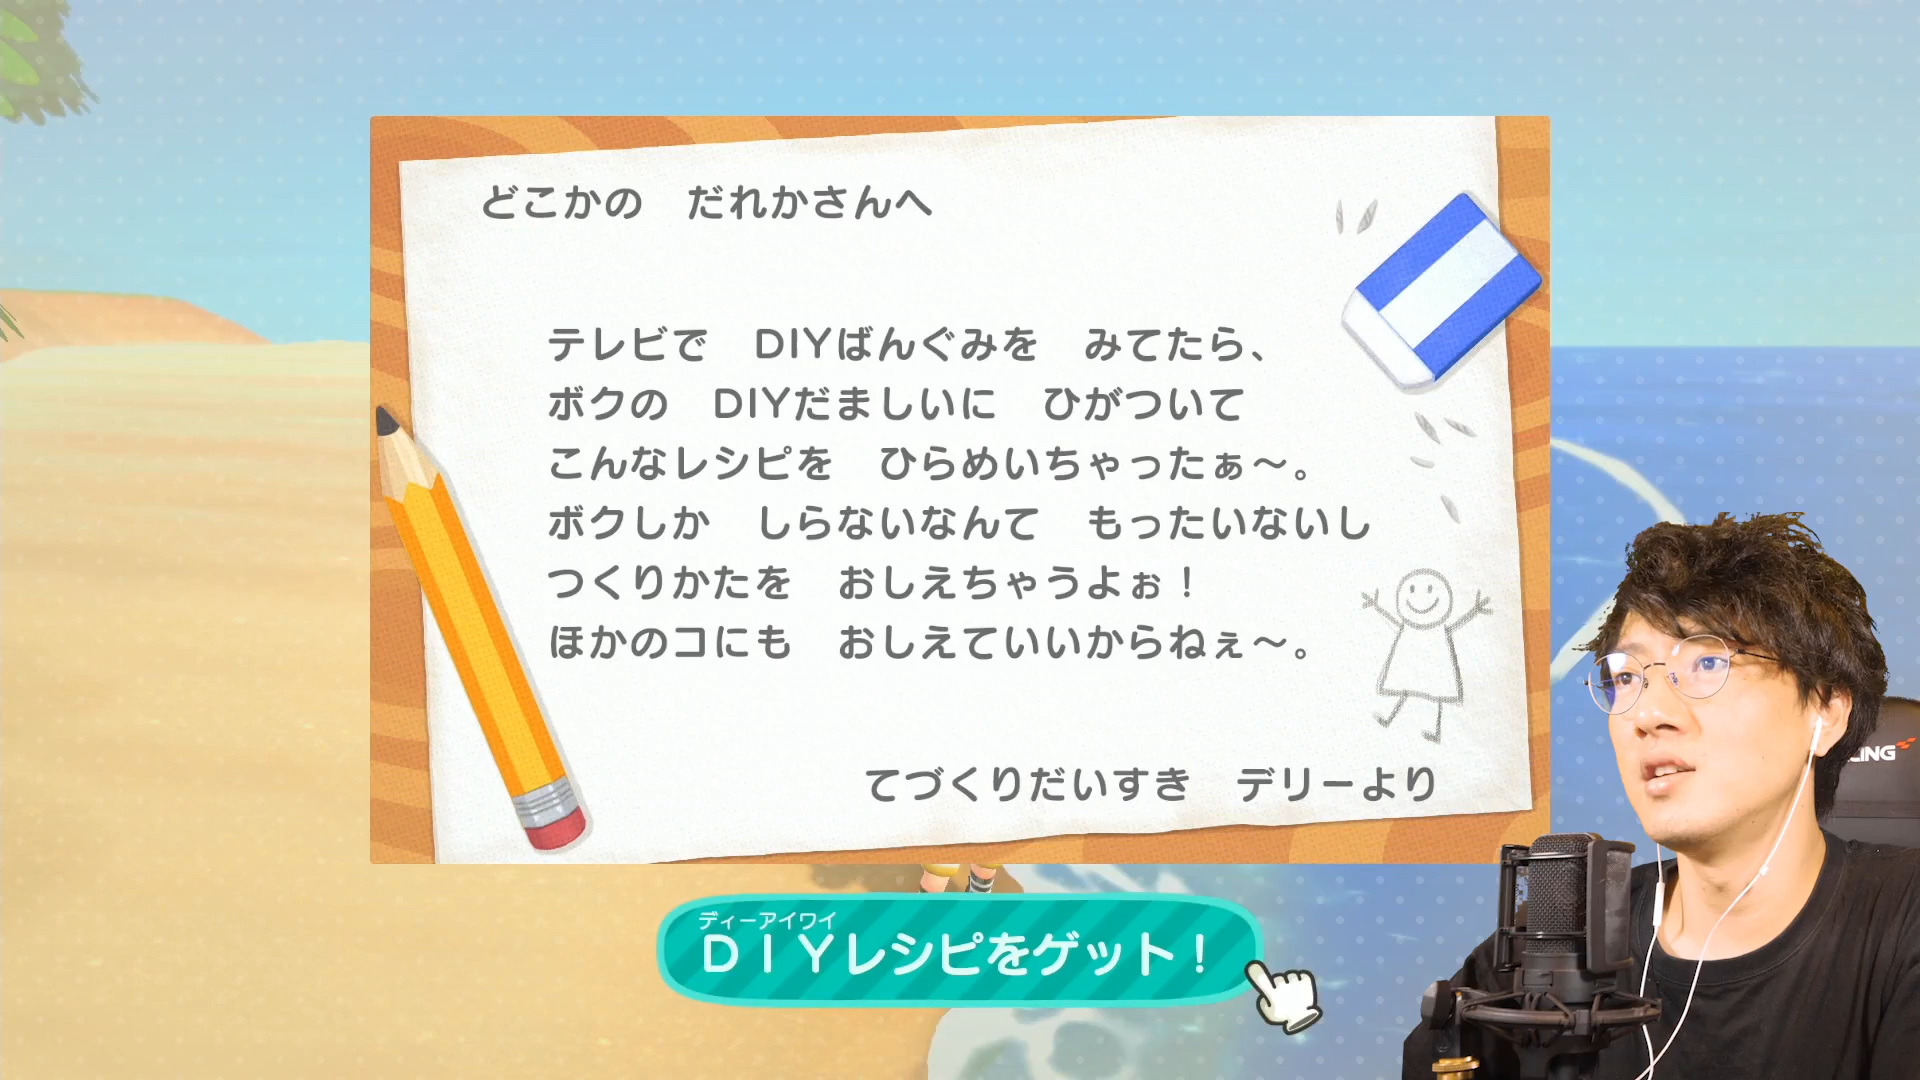 どこかの　だれかさんへ
テレビで　DIYばんぐみを　みてたら、
ボクの　DIYだましいに　ひがついて
こんなレシピを　ひらめいちゃったぁ～。
ボクしか　しらないなんて　もったいないし
つくりかたを　おしえちゃうよぉ！
ほかのコにも　おしえていいからねぇ～。
てづくりだいすき　デリーより
ディーアイワイ
ＤＩＹレシピをゲット！